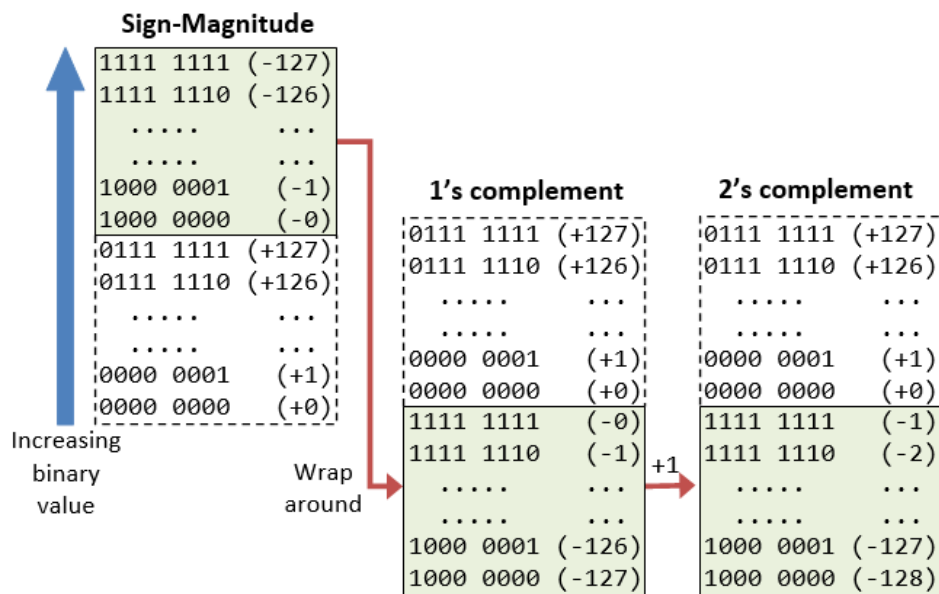 Sign-Magnitude
1111 1111 (-127)
1111 1110 (-126)
..... ...
..... ...
1000 0001 (-1)
1000 0000 (-0)
0111 1111 (+127)
0111 1110 (+126)
..... ...
..... ...
0000 0001 (+1)
0000 0000 (+0)
Increasing
binary
value
Wrap
around
1's complement
0111 1111 (+127)
0111 1110 (+126)
..... ...
..... ...
0000 0001 (+1)
0000 0000 (+0)
1111 1111 (-0)
1111 1110 (-1)
..... ...
..... ...
1000 0001 (-126)
1000 0000 (-127)
+1
2's complement
0111 1111 (+127)
0111 1110 (+126)
..... ...
..... ...
0000 0001 (+1)
0000 0000 (+0)
1111 1111 (-1)
1111 1110 (-2)
..... ...
..... ...
1000 0001 (-127)
1000 0000 (-128)